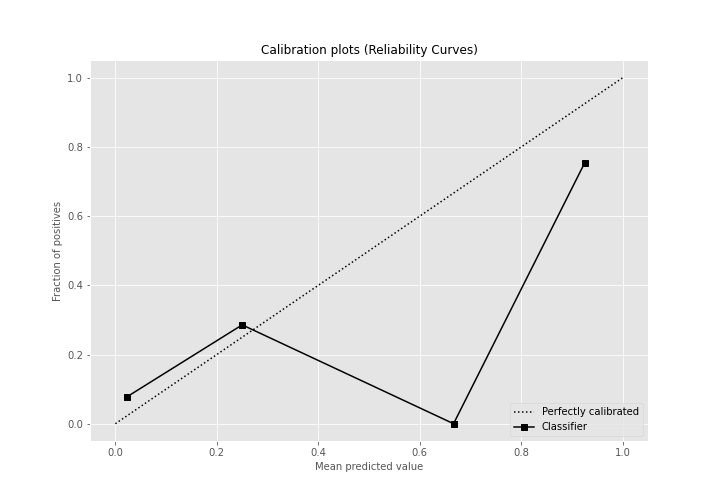 Calibration plots (Reliability Curves)
1.0
0.8
0.6
0.4
0.2
0.0
Fraction of positives
Perfectly calibrated
Classifier
0.0 0.2 0.4 0.6 0.8 1.0
Mean predicted value